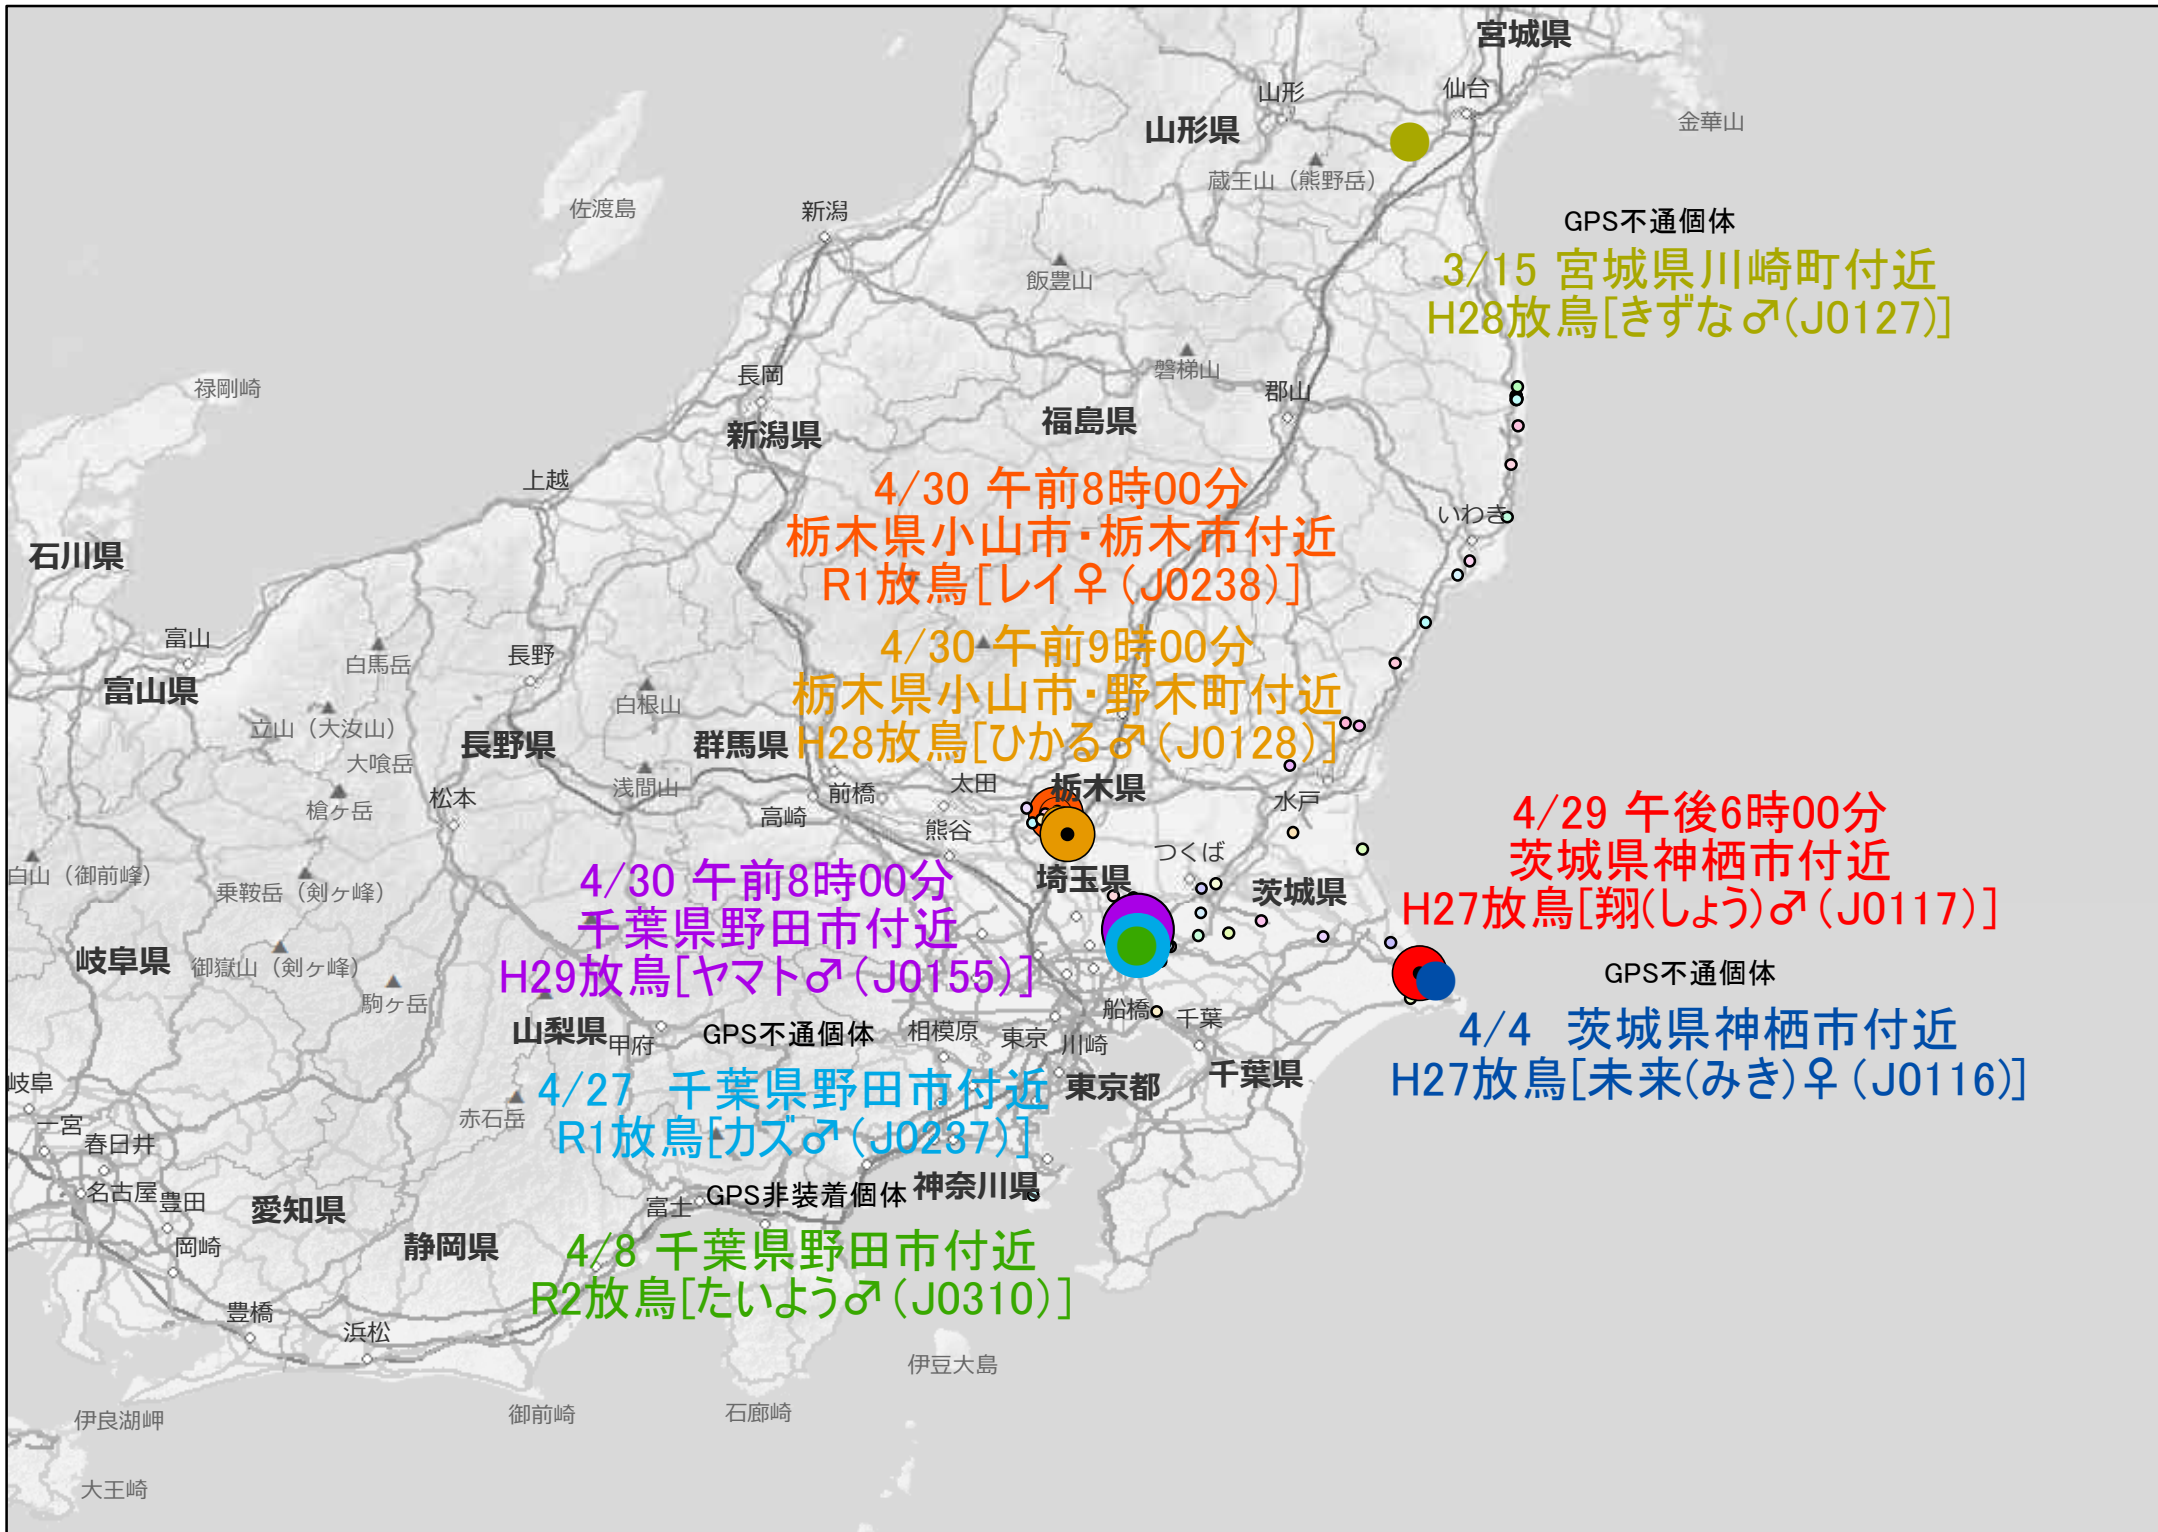 宮城県
仙台
山形
山形県
金華山
蔵王山（熊野岳）
佐渡島
新潟
GPS不通個体
3/15 宮城県川崎町付近
H28放鳥[きずな♂(J0127)]
飯豊山
磐梯山
長岡
郡山
禄剛崎
新潟県
福島県
上越
4/30 午前8時00分
栃木県小山市・栃木市付近
R1放鳥[レイ♀(J0238)]
いわき
石川県
富山
白馬岳
長野
4/30 午前9時00分
栃木県小山市・野木町付近
H28放鳥[ひかる♂(J0128)]
富山県
白根山
立山（大汝山）
長野県
群馬県
大喰岳
槍ヶ岳
松本
浅間山
前橋
太田
栃木県
高崎
熊谷
水戸
4/29 午後6時00分
茨城県神栖市付近
H27放鳥[翔(しょう)♂(J0117)]
つくば
白山（御前峰）
乗鞍岳（剣ヶ峰）
埼玉県
茨城県
4/30 午前8時00分
千葉県野田市付近
H29放鳥[ヤマト♂(J0155)]
岐阜県
御嶽山（剣ヶ峰）
駒ヶ岳
GPS不通個体
4/4 茨城県神栖市付近
H27放鳥[未来(みき)♀(J0116)]
船橋
千葉
山梨県
甲府
GPS不通個体
相模原
東京
川崎
4/27 千葉県野田市付近
R1放鳥[カズ♂(J0237)]
東京都
千葉県
岐阜
一宮
春日井
赤石岳
名古屋
豊田
愛知県
富士
GPS非装着個体
神奈川県
岡崎
静岡県
4/8 千葉県野田市付近
R2放鳥[たいよう♂(J0310)]
豊橋
浜松
伊豆大島
伊良湖岬
御前崎
石廊崎
大王崎